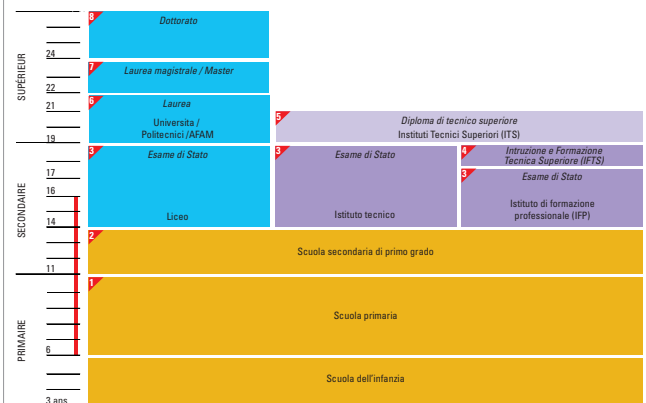 SUPÉRIEUR
SECONDAIRE
PRIMAIRE
24
22
21
19
17
16
14
11
6
3 ans
8
Dottorato
7
Laurea magistrale / Master
6
Laurea
Universita /
Politecnici /AFAM
5
Diploma di tecnico superiore
Instituti Tecnici Superiori (ITS)
3
Esame di Stato
Liceo
3
Esame di Stato
Istituto tecnico
4
Intruzione e Formazione
Tecnica Superiore (IFTS)
3
Esame di Stato
Istituto di formazione
professionale (IFP)
2
Scuola secondaria di primo grado
1
Scuola primaria
Scuola dell'infanzia